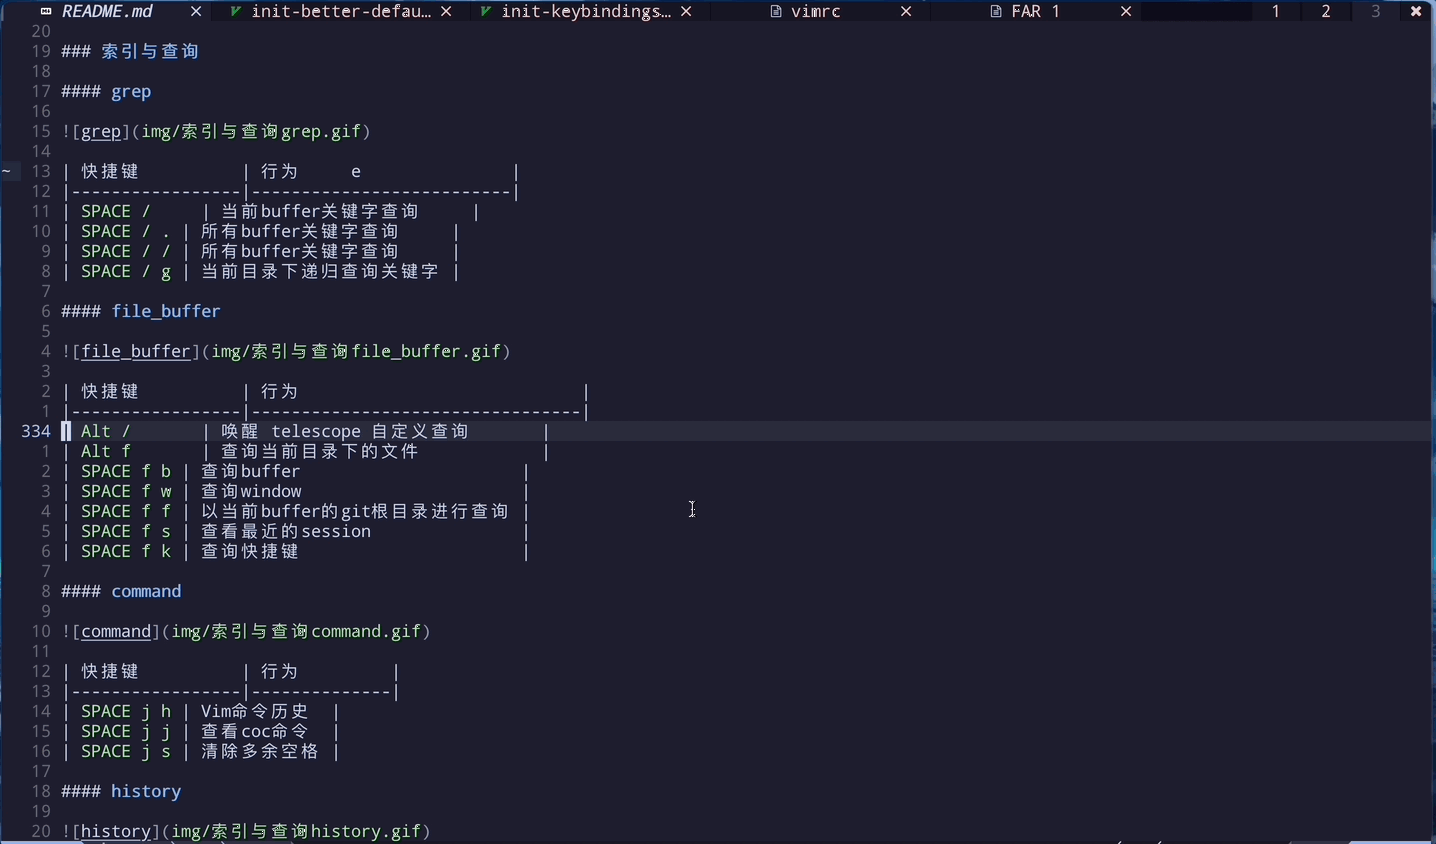 README.md × init-better-defau… × init-keybindings… × vimrc × FAR 1 × 1 2 3 ×
20
19 ### 索引与查询
18
17 #### grep
16
15 ![grep](img/索引与查询grep.gif)
14
~ 13 | 快捷键 | 行为 e |
12 |-----------------|--------------------------|
11 | SPACE / | 当前buffer关键字查询 |
10 | SPACE / . | 所有buffer关键字查询 |
9 | SPACE / / | 所有buffer关键字查询 |
8 | SPACE / g | 当前目录下递归查询关键字 |
7
6 #### file_buffer
5
4 ![file_buffer](img/索引与查询file_buffer.gif)
3
2 | 快捷键 | 行为 |
1 |-----------------|---------------------------------|
334 | Alt / | 唤醒 telescope 自定义查询 |
1 | Alt f | 查询当前目录下的文件 |
2 | SPACE f b | 查询buffer |
3 | SPACE f w | 查询window |
4 | SPACE f f | 以当前buffer的git根目录进行查询 |
5 | SPACE f s | 查看最近的session |
6 | SPACE f k | 查询快捷键 |
7
8 #### command
9
10 ![command](img/索引与查询command.gif)
11
12 | 快捷键 | 行为 |
13 |-----------------|--------------|
14 | SPACE j h | Vim命令历史 |
15 | SPACE j j | 查看coc命令 |
16 | SPACE j s | 清除多余空格 |
17
18 #### history
19
20 ![history](img/索引与查询history.gif)